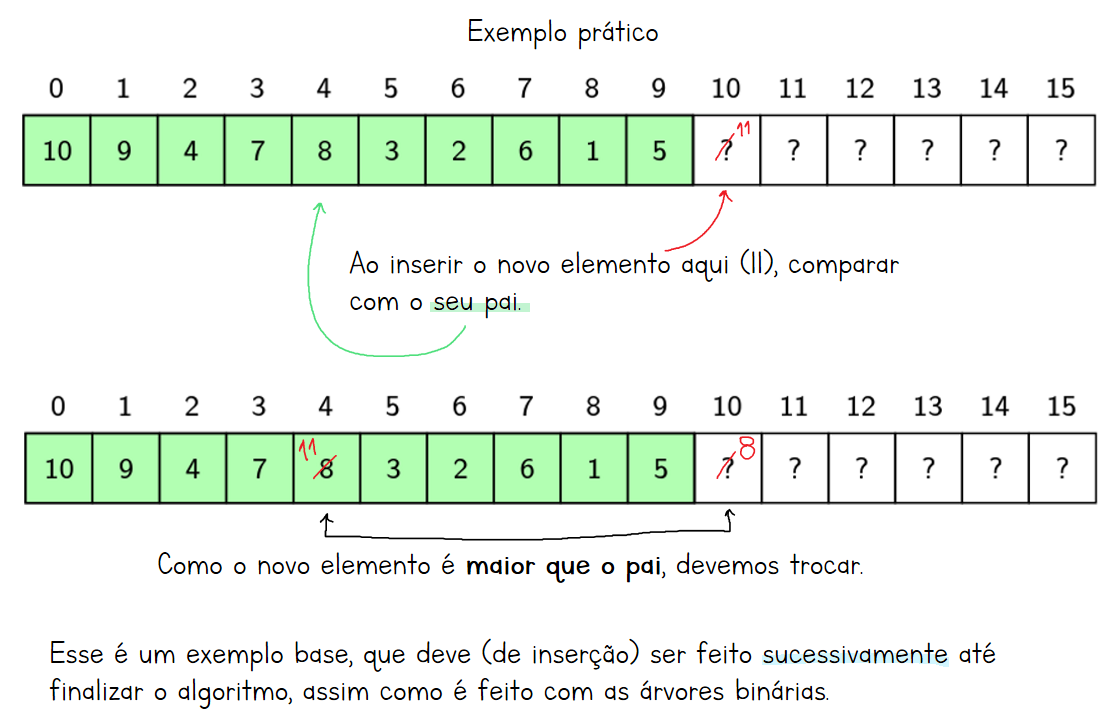 Exemplo prático
0 1 2 3 4 5 6 7 8 9 10 11 12 13 14 15
10 9 4 7 8 3 2 6 1 5 ? 11 ? ? ? ? ?
Ao inserir o novo elemento aqui (11), comparar
com o seu pai.
0 1 2 3 4 5 6 7 8 9 10 11 12 13 14 15
10 9 4 7 11 8 3 2 6 1 5 ? 8 ? ? ? ? ?
Como o novo elemento é maior que o pai, devemos trocar.
Esse é um exemplo base, que deve (de inserção) ser feito sucessivamente até
finalizar o algoritmo, assim como é feito com as árvores binárias.